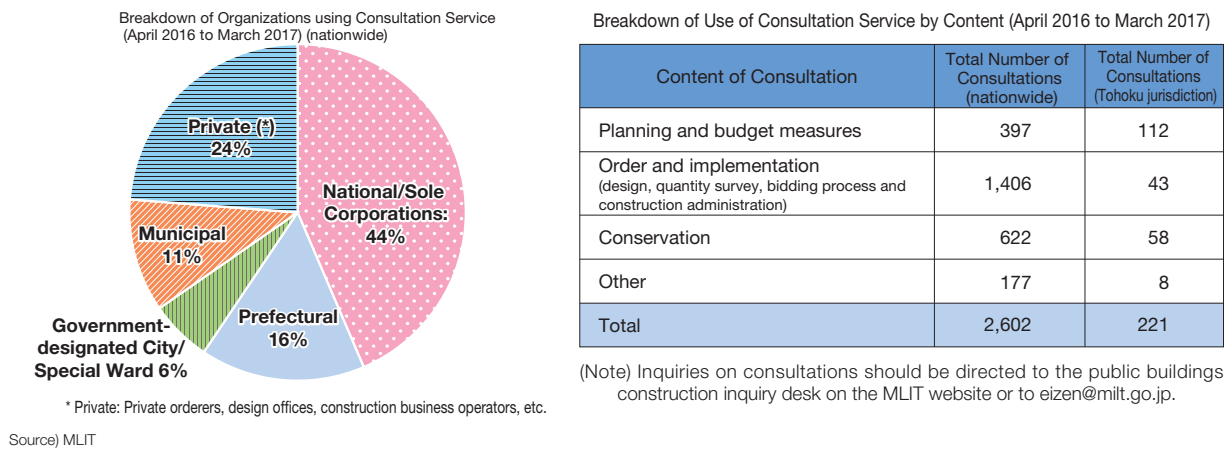 Breakdown of Organizations using Consultation Service
(April 2016 to March 2017) (nationwide)
Private (*)
24%
National/Sole
Corporations:
44%
Municipal
11%
Government-
designated City/
Special Ward 6%
Prefectural
16%
* Private: Private orderers, design offices, construction business operators, etc.
Source) MLIT
Breakdown of Use of Consultation Service by Content (April 2016 to March 2017)
Content of Consultation
Total Number of
Consultations
(nationwide)
Total Number of
Consultations
(Tohoku jurisdiction)
Planning and budget measures 397 112
Order and implementation
(design, quantity survey, bidding process and
construction administration)
1,406 43
Conservation 622 58
Other 177 8
Total 2,602 221
(Note) Inquiries on consultations should be directed to the public buildings
construction inquiry desk on the MLIT website or to eizen@milt.go.jp.